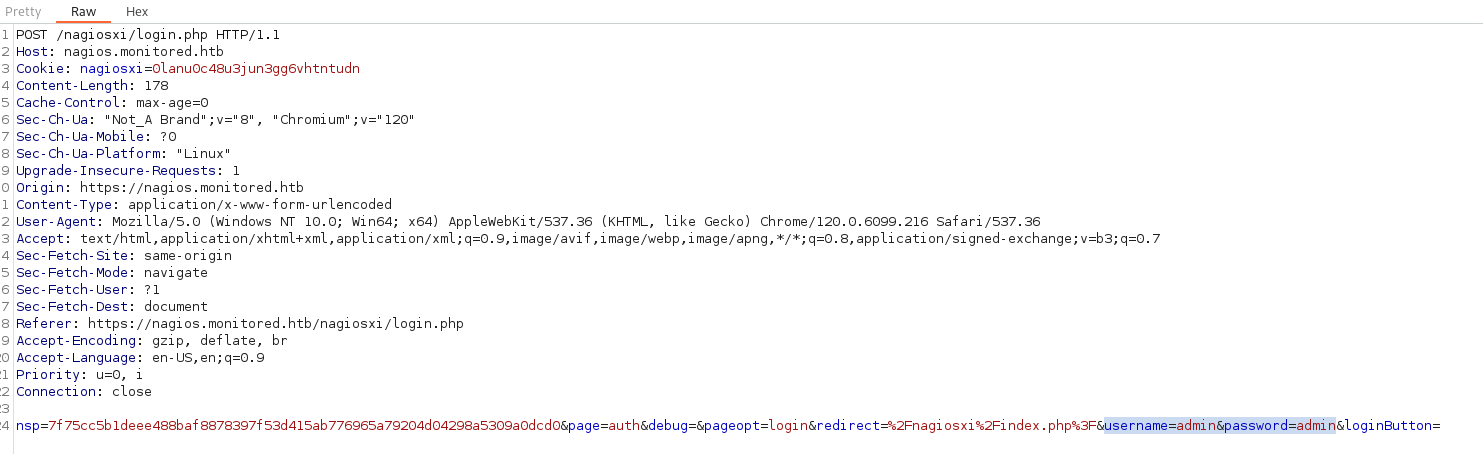 Pretty Raw Hex
1 POST /nagiosxi/login.php HTTP/1.1
2 Host: nagios.monitored.htb
3 Cookie: nagiosxi=0lanu0c48u3jun3gg6vhtntudn
4 Content-Length: 178
5 Cache-Control: max-age=0
6 Sec-Ch-Ua: "Not_A Brand";v="8", "Chromium";v="120"
7 Sec-Ch-Ua-Mobile: ?0
8 Sec-Ch-Ua-Platform: "Linux"
9 Upgrade-Insecure-Requests: 1
0 Origin: https://nagios.monitored.htb
1 Content-Type: application/x-www-form-urlencoded
2 User-Agent: Mozilla/5.0 (Windows NT 10.0; Win64; x64) AppleWebKit/537.36 (KHTML, like Gecko) Chrome/120.0.6099.216 Safari/537.36
3 Accept: text/html,application/xhtml+xml,application/xml;q=0.9,image/avif,image/webp,image/apng,*/*;q=0.8,application/signed-exchange;v=b3;q=0.7
4 Sec-Fetch-Site: same-origin
5 Sec-Fetch-Mode: navigate
6 Sec-Fetch-User: ?1
7 Sec-Fetch-Dest: document
8 Referer: https://nagios.monitored.htb/nagiosxi/login.php
9 Accept-Encoding: gzip, deflate, br
20 Accept-Language: en-US,en;q=0.9
21 Priority: u=0, i
22 Connection: close
23
24 nsp=7f75cc5b1deee488baf8878397f53d415ab776965a79204d04298a5309a0dcd0&page=auth&debug=&pageopt=login&redirect=%2Fnagiosxi%2Findex.php%3F&username=admin&password=admin&loginButton=